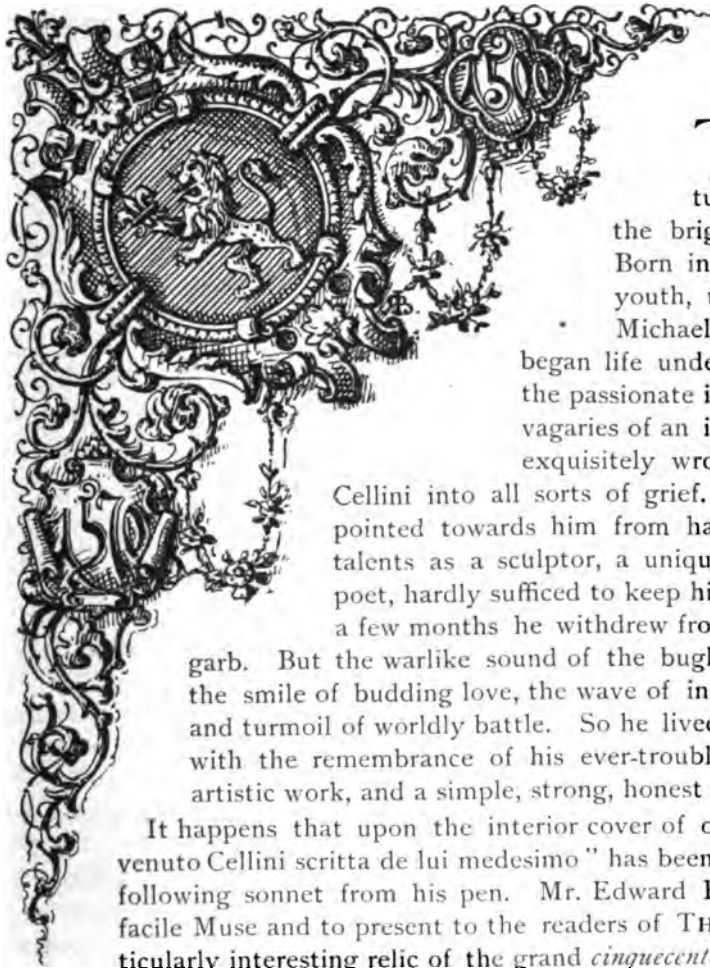 1500
T
tu
the brig
Born in
youth, u
Michael
began life unde
the passionate i
vagaries of an i
exquisitely wro
Cellini into all sorts of grief.
1570
pointed towards him from ha
talents as a sculptor, a uniqu
poet, hardly sufficed to keep hi
a few months he withdrew fro
garb. But the warlike sound of the bugl
the smile of budding love, the wave of in
and turmoil of worldly battle. So he lived
with the remembrance of his ever-troubl
artistic work, and a simple, strong, honest
It happens that upon the interior cover of o
venuto Cellini scritta de lui medesimo" has been
following sonnet from his pen. Mr. Edward
facile Muse and to present to the readers of TH
ticularly interesting relic of the grand cinquecent